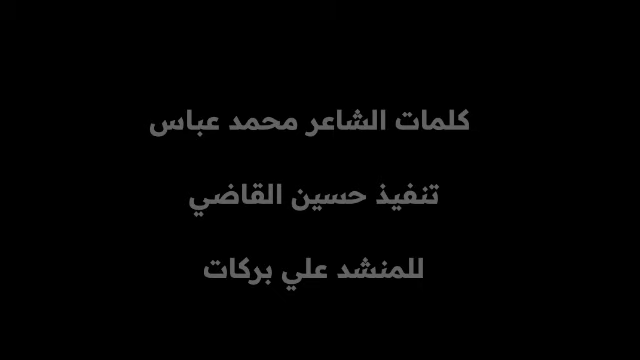 كلمات الشاعر محمد عباس
تنفيذ حسين القاضي
للمنشد علي بركات